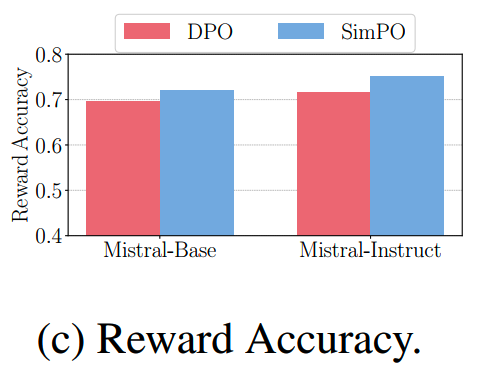 DPO SimPO
Reward Accuracy
0.8
0.7
0.6
0.5
0.4
Mistral-Base Mistral-Instruct
(c) Reward Accuracy.